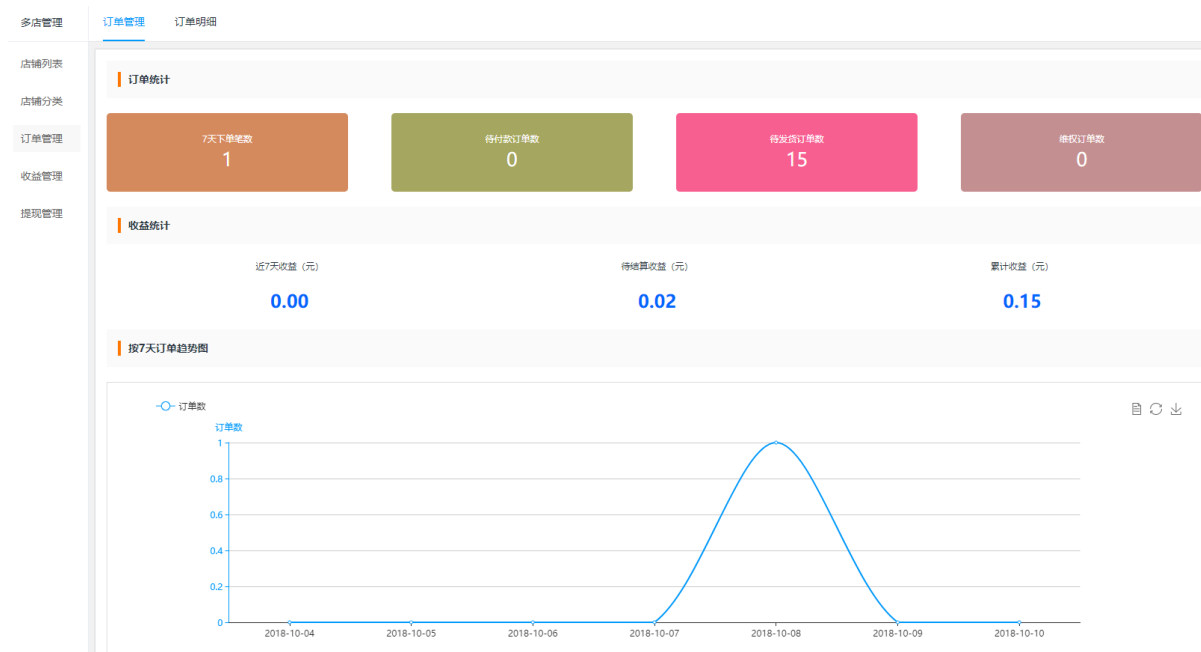 多店管理
订单管理 订单明细
店铺列表
店铺分类
订单管理
收益管理
提现管理
订单统计
7天下单笔数
1
待付款订单数
0
待发货订单数
15
维权订单数
0
收益统计
近7天收益（元）
0.00
待结算收益（元）
0.02
累计收益（元）
0.15
按7天订单趋势图
订单数
订单数
1
0.8
0.6
0.4
0.2
0
2018-10-04 2018-10-05 2018-10-06 2018-10-07 2018-10-08 2018-10-09 2018-10-10